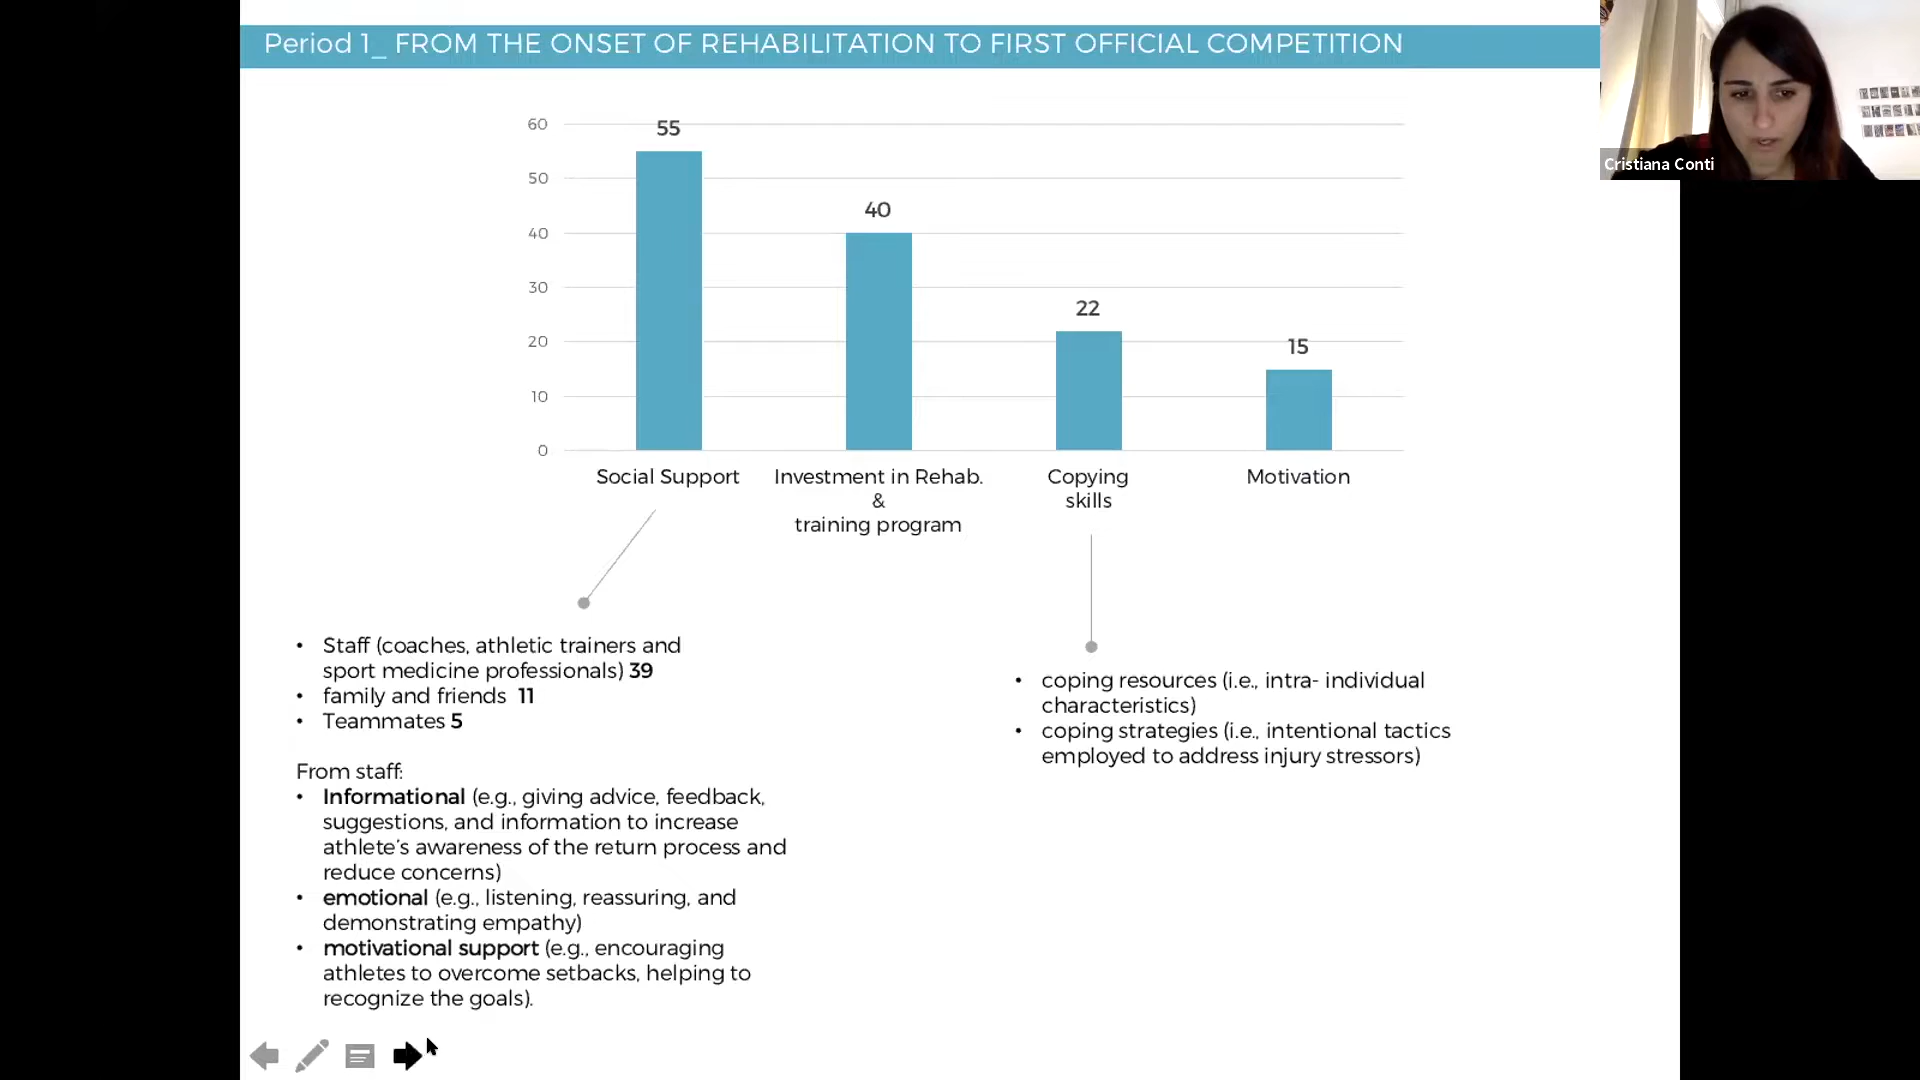 Period 1_ FROM THE ONSET OF REHABILITATION TO FIRST OFFICIAL COMPETITION
Cristiana Conti
60
50
40
30
20
10
0
55
40
22
15
Social Support
Investment in Rehab.
&
training program
Copying
skills
Motivation
• Staff (coaches, athletic trainers and
sport medicine professionals) 39
• family and friends 11
• Teammates 5
From staff:
• Informational (e.g., giving advice, feedback,
suggestions, and information to increase
athlete's awareness of the return process and
reduce concerns)
• emotional (e.g., listening, reassuring, and
demonstrating empathy)
• motivational support (e.g., encouraging
athletes to overcome setbacks, helping to
recognize the goals).
• coping resources (i.e., intra- individual
characteristics)
• coping strategies (i.e., intentional tactics
employed to address injury stressors)